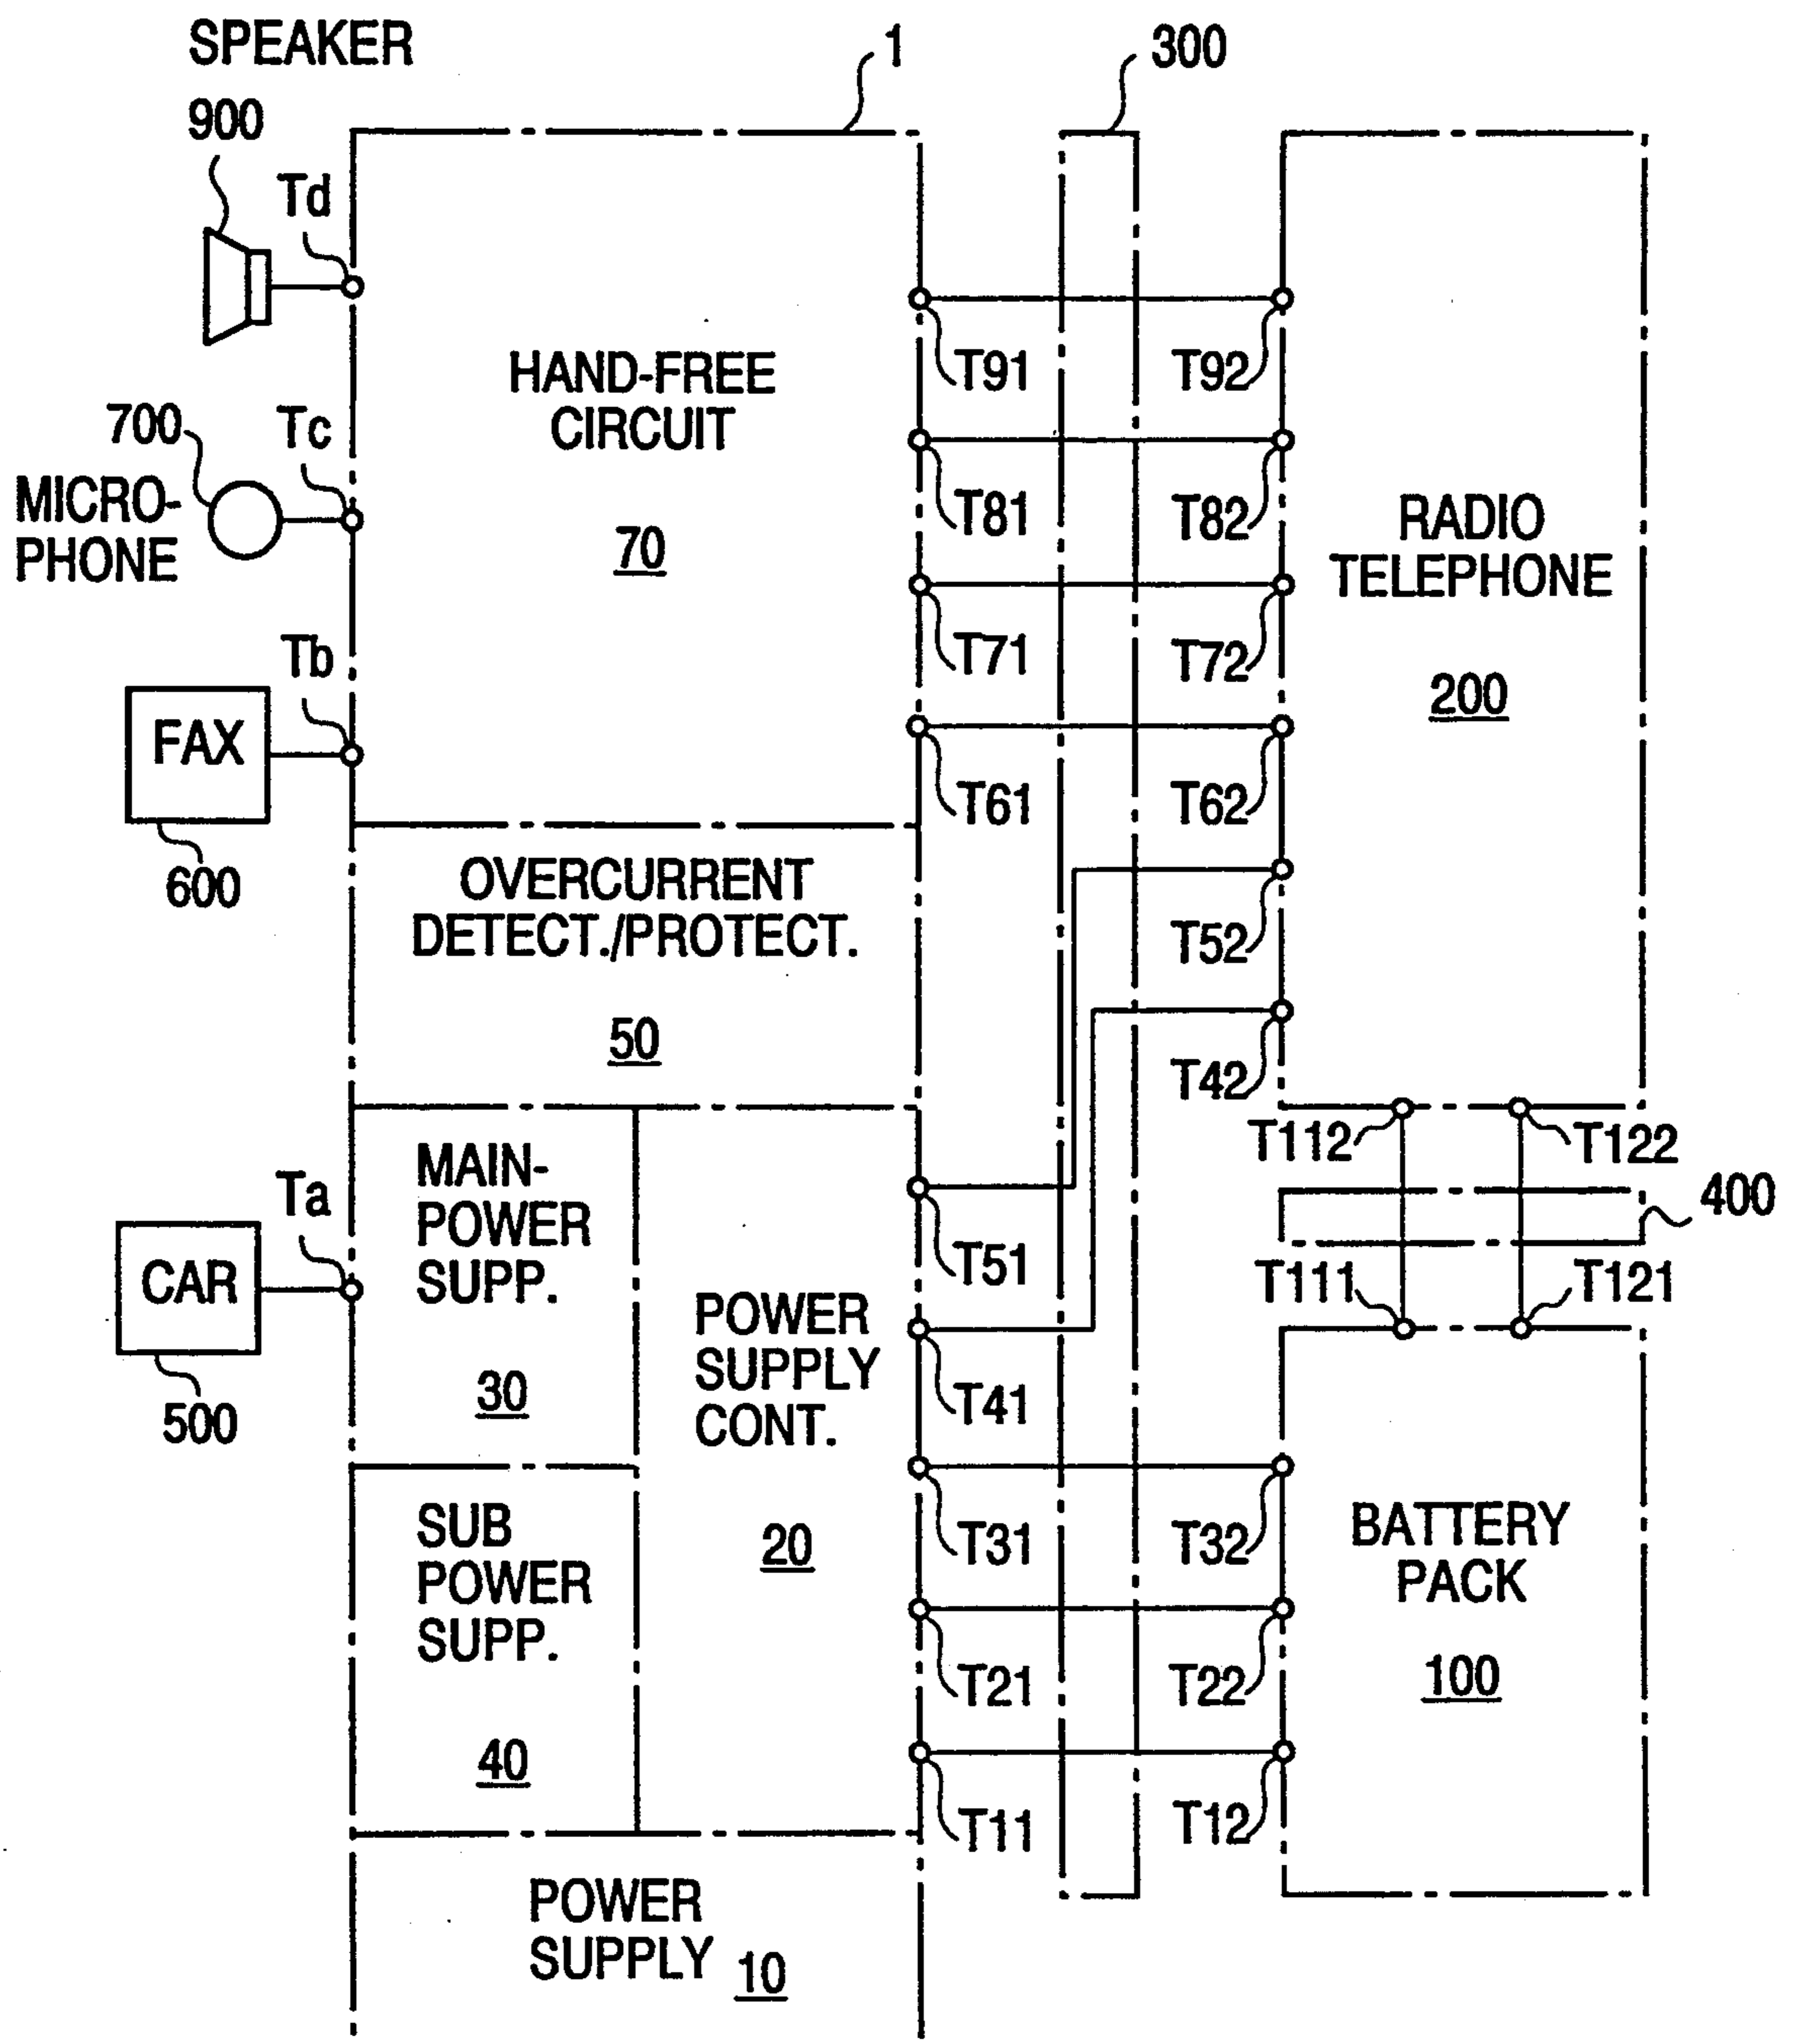 SPEAKER
900
1
300
Td
HAND-FREE
CIRCUIT
70
T91
T92
700
Tc
MICRO-
PHONE
T81
T82
RADIO
TELEPHONE
200
T71
T72
Tb
FAX
600
T61
T62
OVERCURRENT
DETECT./PROTECT.
50
T52
T42
T112
T122
400
MAIN-
POWER
SUPP.
30
Ta
CAR
500
T51
T111
T121
POWER
SUPPLY
CONT.
20
T41
SUB
POWER
SUPP.
40
T31
T32
BATTERY
PACK
100
T21
T22
T11
T12
POWER
SUPPLY 10